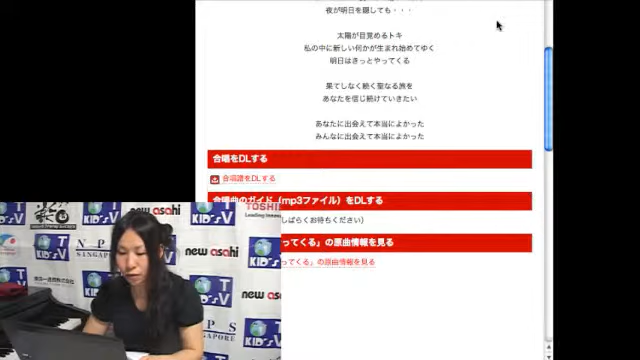 夜が明日を隠しても・・・
太陽が目覚めるトキ
私の中に新しい何かが生まれ始めてゆく
明日はきっとやってくる
果てしなく続く聖なる旅を
あなたを信じ続けていきたい
あなたに出会えて本当によかった
みんなに出会えて本当によかった
合唱をDLする
合唱譜をDLする
合唱曲のガイド（mp3ファイル）をDLする
しばらくお待ちください）
ってくる」の原曲情報を見る
ってくる」の原曲情報を見る
TOSHIB
Leading Innov
new asahi
KID'S TV
N P S
SINGAPORE
new asahi
KID'S TV
new asa
KID'S TV